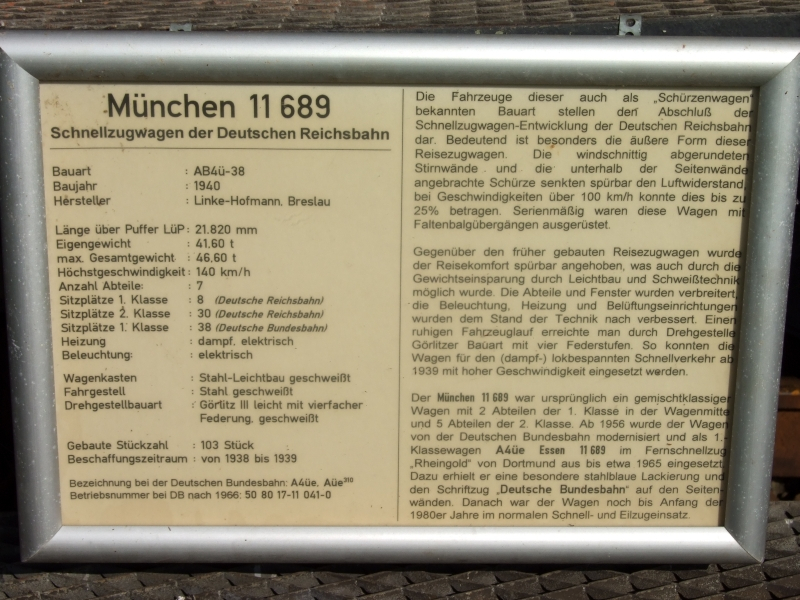 München 11 689
Schnellzugwagen der Deutschen Reichsbahn
Bauart : AB4ü-38
Baujahr : 1940
Hersteller : Linke-Hofmann, Breslau
Länge über Puffer LüP : 21.820 mm
Eigengewicht : 41,60 t
max. Gesamtgewicht : 46,60 t
Höchstgeschwindigkeit : 140 km/h
Anzahl Abteile : 7
Sitzplätze 1. Klasse : 8 (Deutsche Reichsbahn)
Sitzplätze 2. Klasse : 30 (Deutsche Reichsbahn)
Sitzplätze 1. Klasse : 38 (Deutsche Bundesbahn)
Heizung : dampf, elektrisch
Beleuchtung: : elektrisch
Wagenkasten : Stahl-Leichtbau geschweißt
Fahrgestell : Stahl geschweißt
Drehgestellbauart : Görlitz III leicht mit vierfacher
Federung, geschweißt
Gebaute Stückzahl : 103 Stück
Beschaffungszeitraum : von 1938 bis 1939
Bezeichnung bei der Deutschen Bundesbahn: A4üe, Aüe³¹⁰
Betriebsnummer bei DB nach 1966: 50 80 17-11 041-0
Die Fahrzeuge dieser auch als „Schürzenwagen"
bekannten Bauart stellen den Abschluß der
Schnellzugwagen-Entwicklung der Deutschen Reichsbahn
dar. Bedeutend ist besonders die äußere Form dieser
Reisezugwagen. Die windschnittig abgerundeten
Stirnwände und die unterhalb der Seitenwände
angebrachte Schürze senkten spürbar den Luftwiderstand,
bei Geschwindigkeiten über 100 km/h konnte dies bis zu
25% betragen. Serienmäßig waren diese Wagen mit
Faltenbalgübergängen ausgerüstet.
Gegenüber den früher gebauten Reisezugwagen wurde
der Reisekomfort spürbar angehoben, was auch durch die
Gewichtseinsparung durch Leichtbau und Schweißtechnik
möglich wurde. Die Abteile und Fenster wurden verbreitert,
die Beleuchtung, Heizung und Belüftungseinrichtungen
wurden dem Stand der Technik nach verbessert. Einen
ruhigen Fahrzeuglauf erreichte man durch Drehgestelle
Görlitzer Bauart mit vier Federstufen. So konnten die
Wagen für den (dampf-) lokbespannten Schnellverkehr ab
1939 mit hoher Geschwindigkeit eingesetzt werden.
Der München 11 689 war ursprünglich ein gemischtklassiger
Wagen mit 2 Abteilen der 1. Klasse in der Wagenmitte
und 5 Abteilen der 2. Klasse. Ab 1956 wurde der Wagen
von der Deutschen Bundesbahn modernisiert und als 1.-
Klassewagen A4üe Essen 11 689 im Fernschnellzug
„Rheingold" von Dortmund aus bis etwa 1965 eingesetzt.
Dazu erhielt er eine besondere stahlblaue Lackierung und
den Schriftzug „Deutsche Bundesbahn" auf den Seiten-
wänden. Danach war der Wagen noch bis Anfang der
1980er Jahre im normalen Schnell- und Eilzugeinsatz.